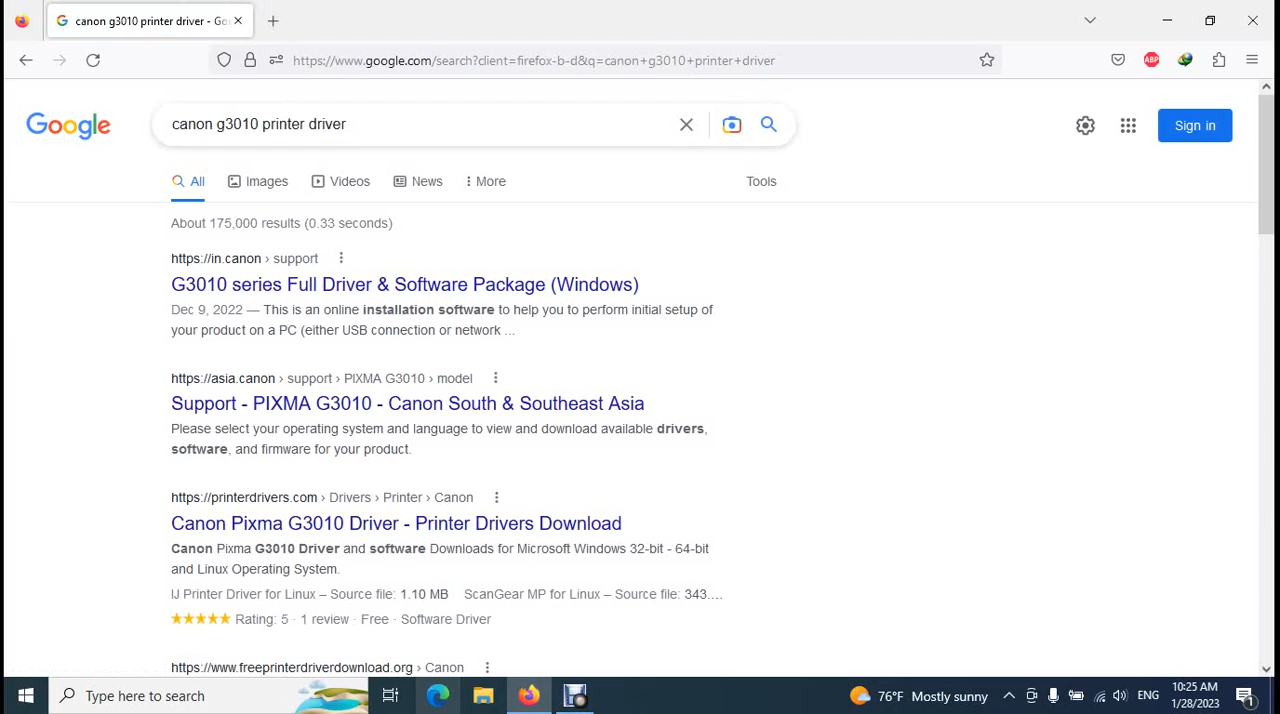 canon g3010 printer driver - Go
https://www.google.com/search?client=firefox-b-d&q=canon+g3010+printer+driver
ABP
Google
canon g3010 printer driver
Sign in
All Images Videos News More Tools
About 175,000 results (0.33 seconds)
https://in.canon › support
G3010 series Full Driver & Software Package (Windows)
Dec 9, 2022 — This is an online installation software to help you to perform initial setup of
your product on a PC (either USB connection or network ...
https://asia.canon › support › PIXMA G3010 › model
Support - PIXMA G3010 - Canon South & Southeast Asia
Please select your operating system and language to view and download available drivers,
software, and firmware for your product.
https://printerdrivers.com › Drivers › Printer › Canon
Canon Pixma G3010 Driver - Printer Drivers Download
Canon Pixma G3010 Driver and software Downloads for Microsoft Windows 32-bit - 64-bit
and Linux Operating System.
IJ Printer Driver for Linux – Source file: 1.10 MB ScanGear MP for Linux – Source file: 343....
Rating: 5 · 1 review · Free · Software Driver
https://www.freeprinterdriverdownload.org › Canon
Type here to search
76°F Mostly sunny
ENG
10:25 AM
1/28/2023
1